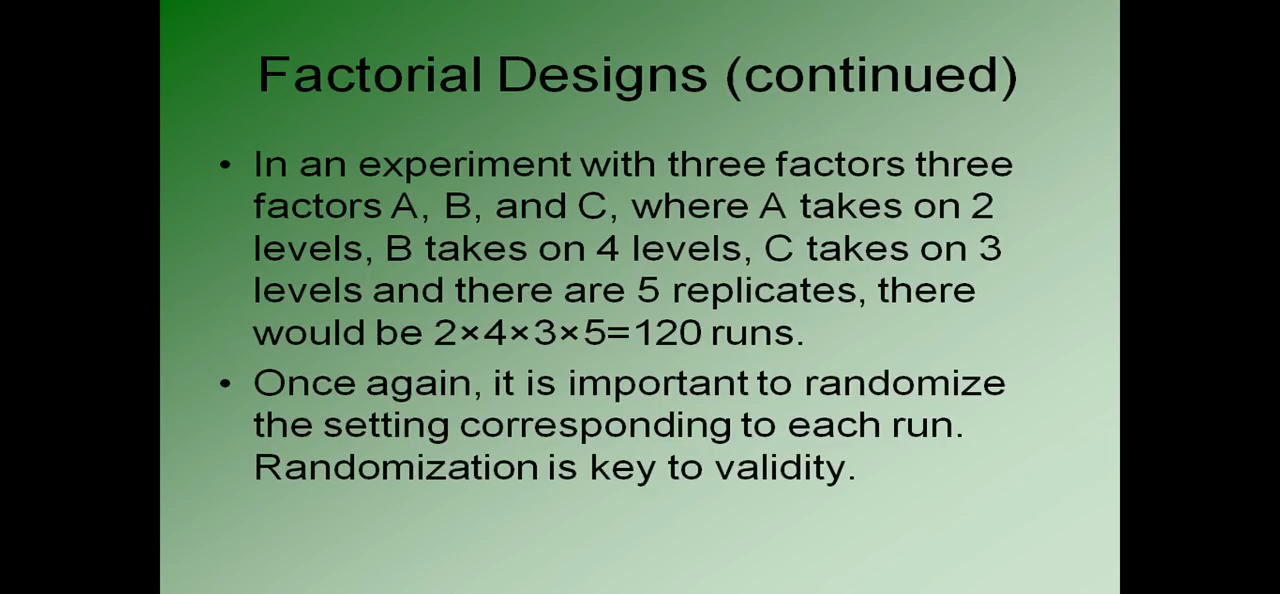 Factorial Designs (continued)
• In an experiment with three factors three
factors A, B, and C, where A takes on 2
levels, B takes on 4 levels, C takes on 3
levels and there are 5 replicates, there
would be 2×4×3×5=120 runs.
• Once again, it is important to randomize
the setting corresponding to each run.
Randomization is key to validity.